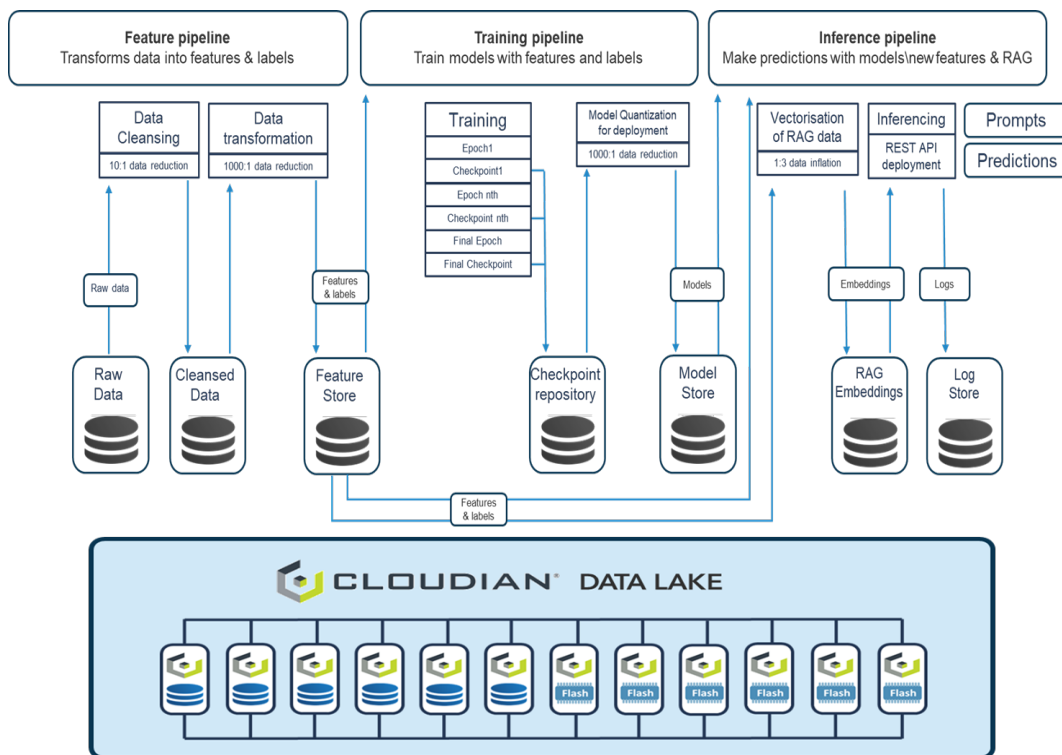 Feature pipeline
Transforms data into features & labels
Training pipeline
Train models with features and labels
Inference pipeline
Make predictions with models\new features & RAG
Data
Cleansing
10:1 data reduction
Data
transformation
1000:1 data reduction
Training
Epoch1
Checkpoint1
Epoch nth
Checkpoint nth
Final Epoch
Final Checkpoint
Model Quantization
for deployment
1000:1 data reduction
Vectorisation
of RAG data
1:3 data inflation
Inferencing
REST API
deployment
Prompts
Predictions
Raw data
Features
& labels
Models
Embeddings
Logs
Raw
Data
Cleansed
Data
Feature
Store
Checkpoint
repository
Model
Store
RAG
Embeddings
Log
Store
Features
& labels
CLOUDIAN® DATA LAKE
Flash
Flash
Flash
Flash
Flash
Flash